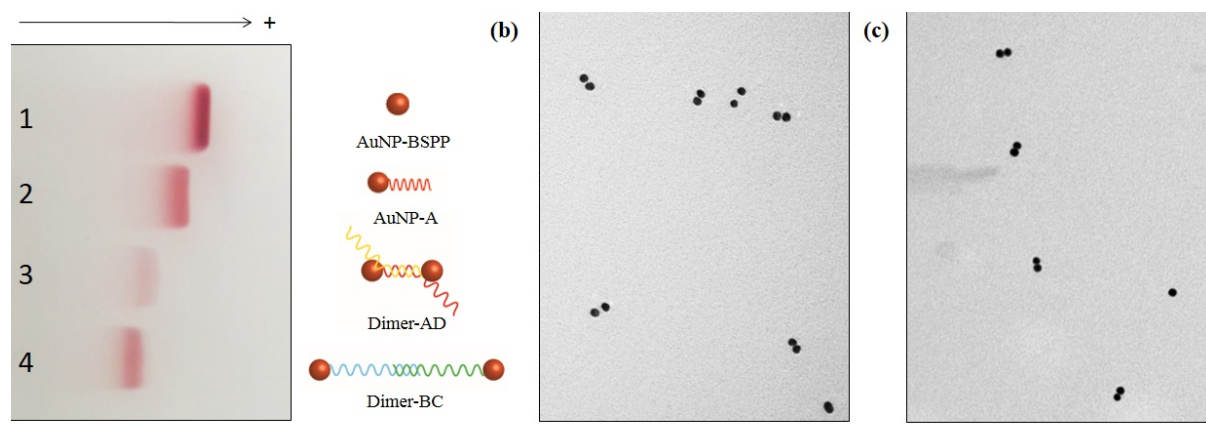 +
(b)
(c)
1
2
3
4
AuNP-BSPP
AuNP-A
Dimer-AD
Dimer-BC